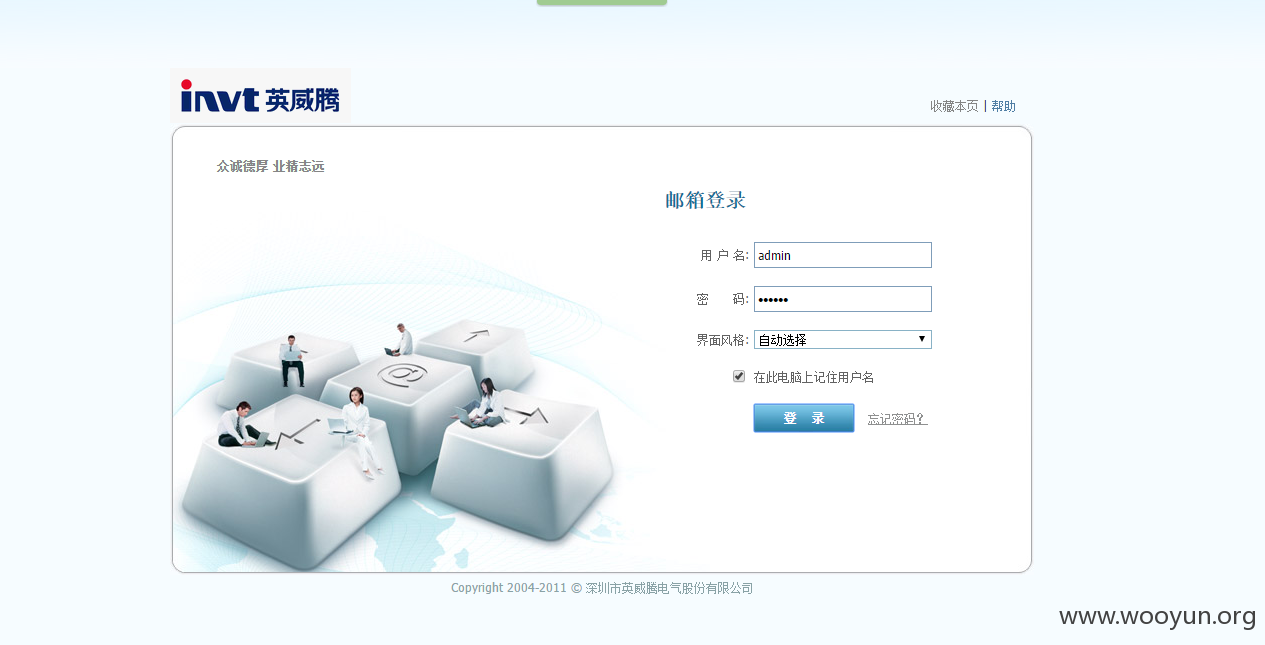 invt 英威腾
收藏本页 | 帮助
众诚德厚 业精志远
邮箱登录
用 户 名: admin
密 码: ••••••
界面风格: 自动选择
在此电脑上记住用户名
登 录 忘记密码?
Copyright 2004-2011 © 深圳市英威腾电气股份有限公司
www.wooyun.org